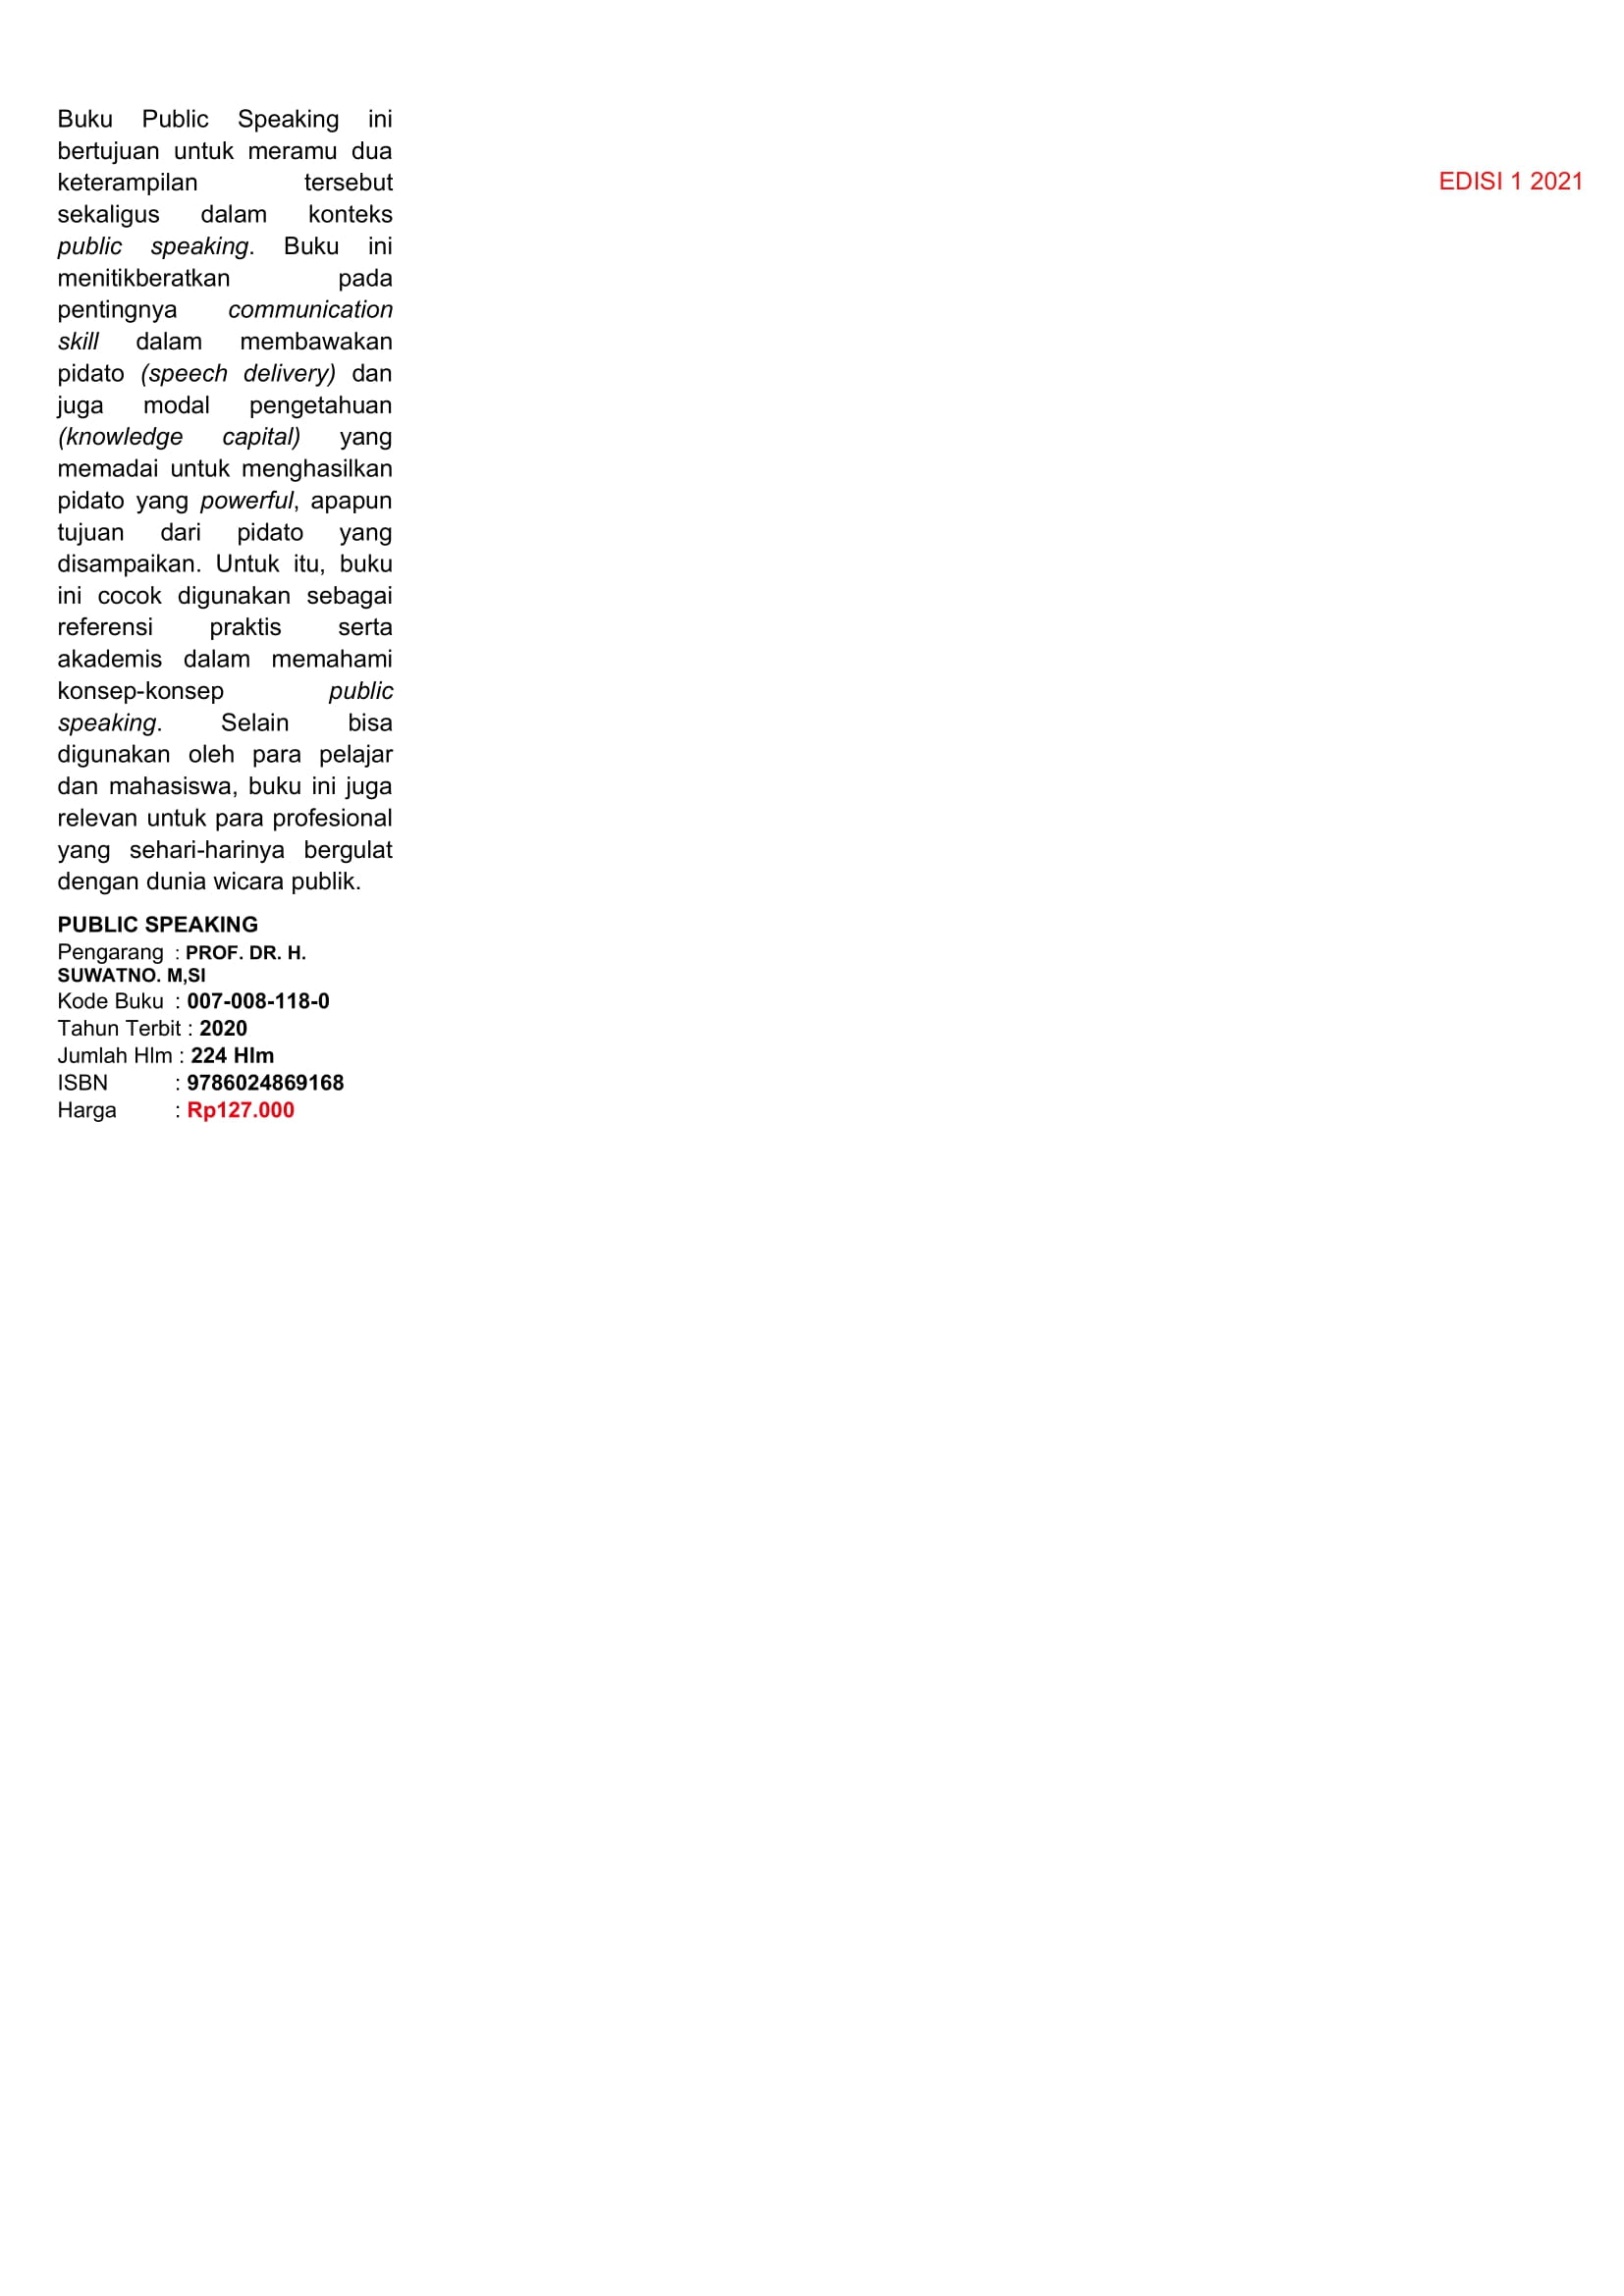 Buku Public Speaking ini
bertujuan untuk meramu dua
keterampilan tersebut
sekaligus dalam konteks
public speaking. Buku ini
menitikberatkan pada
pentingnya communication
skill dalam membawakan
pidato (speech delivery) dan
juga modal pengetahuan
(knowledge capital) yang
memadai untuk menghasilkan
pidato yang powerful, apapun
tujuan dari pidato yang
disampaikan. Untuk itu, buku
ini cocok digunakan sebagai
referensi praktis serta
akademis dalam memahami
konsep-konsep public
speaking. Selain bisa
digunakan oleh para pelajar
dan mahasiswa, buku ini juga
relevan untuk para profesional
yang sehari-harinya bergulat
dengan dunia wicara publik.
PUBLIC SPEAKING
Pengarang : PROF. DR. H.
SUWATNO. M,SI
Kode Buku : 007-008-118-0
Tahun Terbit : 2020
Jumlah Hlm : 224 Hlm
ISBN : 9786024869168
Harga : Rp127.000
EDISI 1 2021